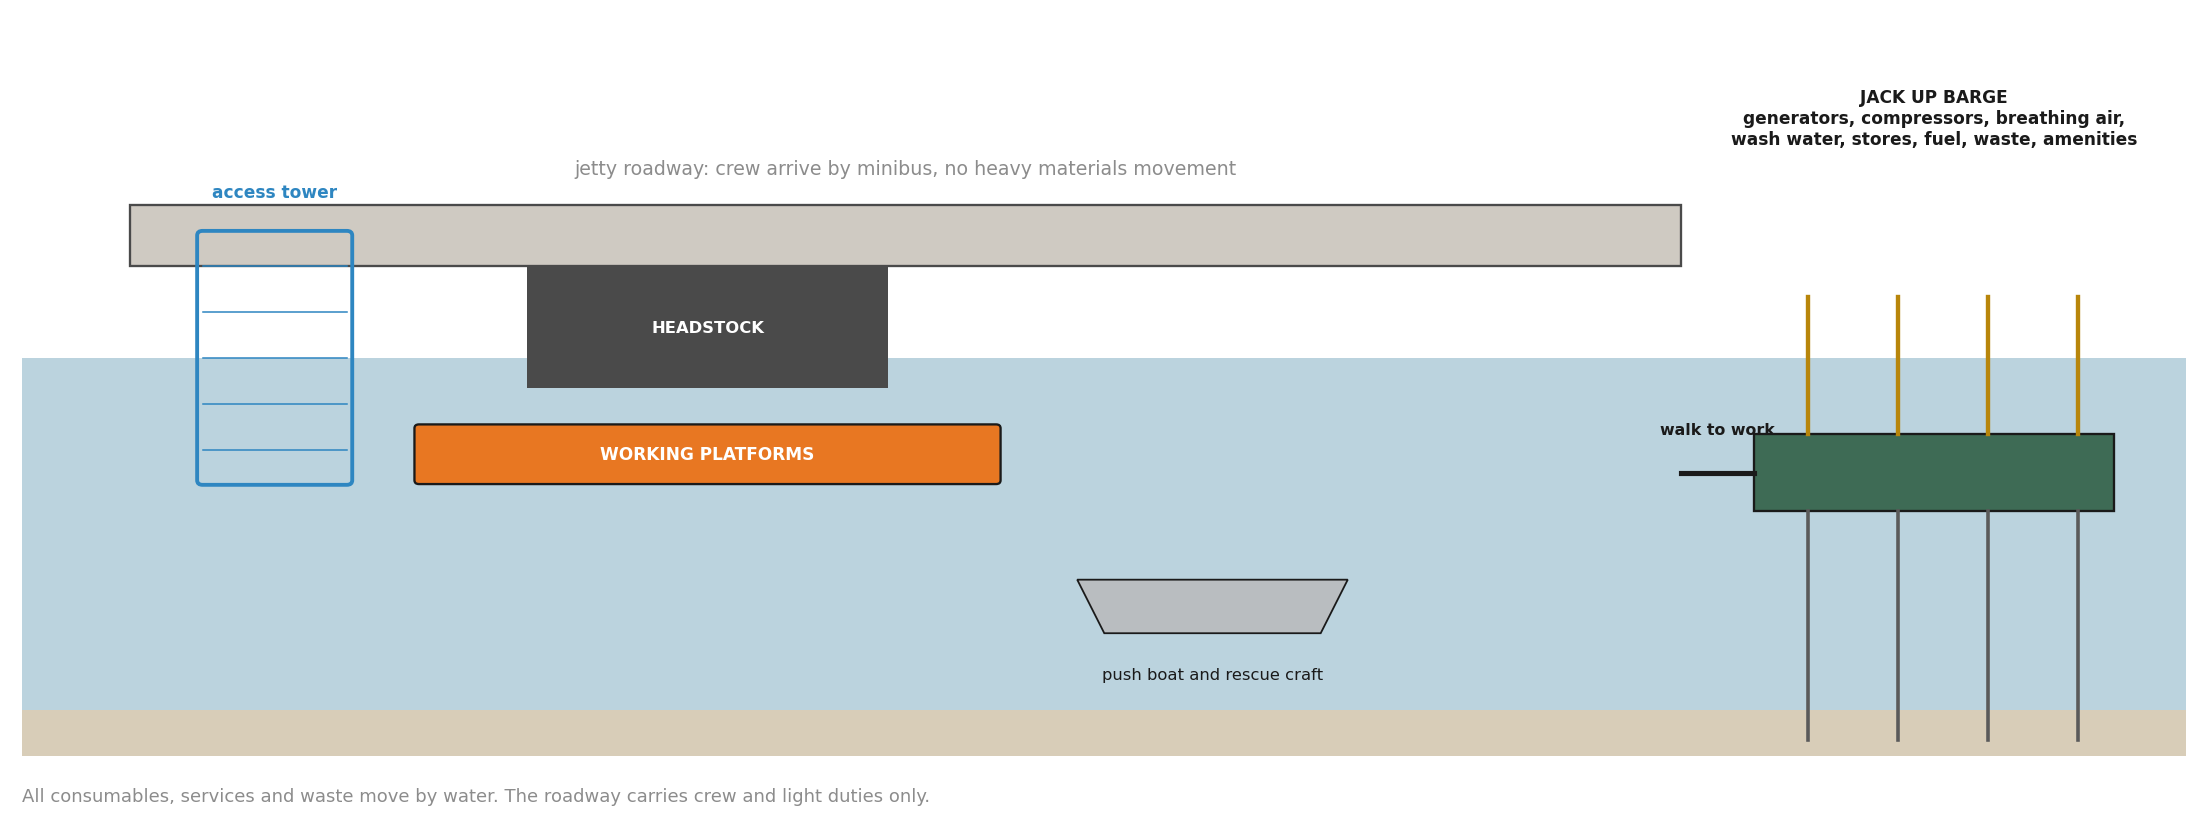 JACK UP BARGE
generators, compressors, breathing air,
wash water, stores, fuel, waste, amenities
jetty roadway: crew arrive by minibus, no heavy materials movement
access tower
HEADSTOCK
walk to work
WORKING PLATFORMS
push boat and rescue craft
All consumables, services and waste move by water. The roadway carries crew and light duties only.